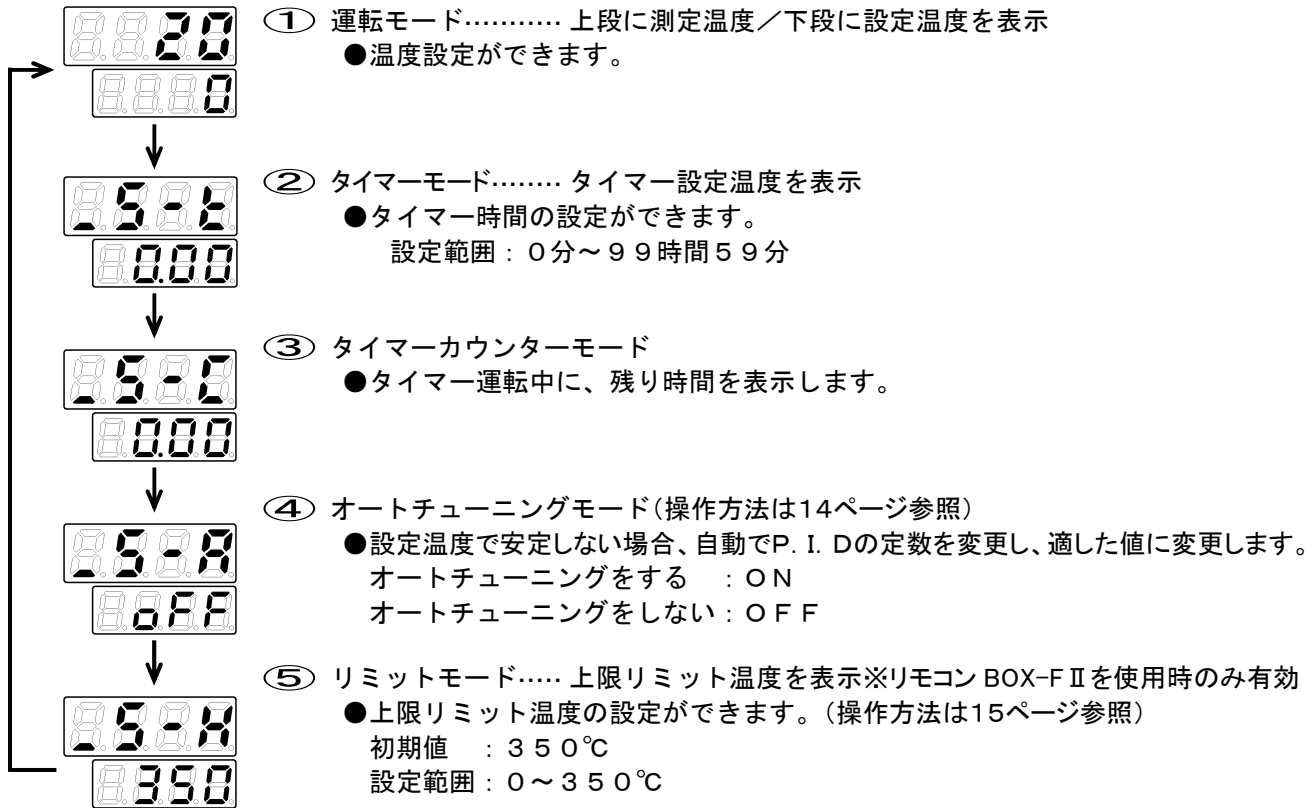 20
① 運転モード………… 上段に測定温度／下段に設定温度を表示
●温度設定ができます。
0
_S-t
② タイマーモード……… タイマー設定温度を表示
●タイマー時間の設定ができます。
0.00
設定範囲：０分～９９時間５９分
③ タイマーカウンターモード
_S-C
●タイマー運転中に、残り時間を表示します。
0.00
④ オートチューニングモード（操作方法は14ページ参照）
_S-A
●設定温度で安定しない場合、自動でP. I. Dの定数を変更し、適した値に変更します。
オートチューニングをする　：ＯＮ
oFF
オートチューニングをしない：ＯＦＦ
⑤ リミットモード…… 上限リミット温度を表示※リモコン BOX-FⅡを使用時のみ有効
_S-H
●上限リミット温度の設定ができます。（操作方法は15ページ参照）
初期値　：３５０℃
350
設定範囲：０～３５０℃